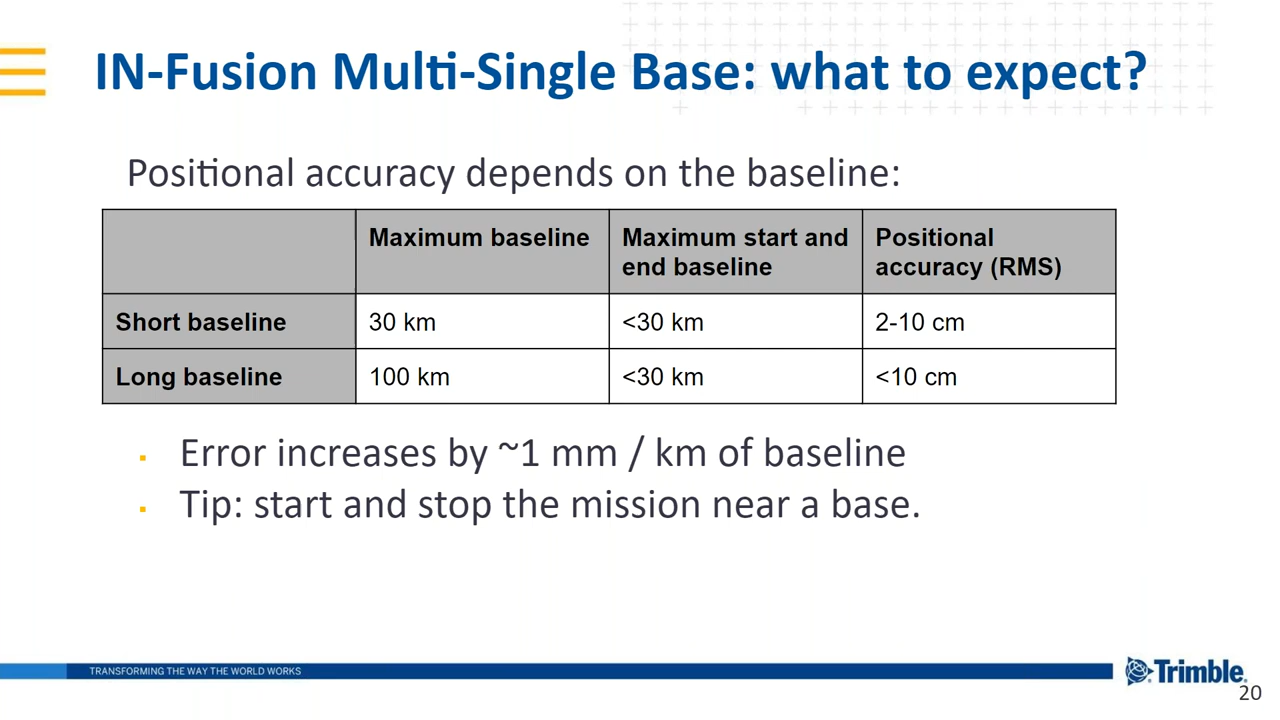 IN-Fusion Multi-Single Base: what to expect?
Positional accuracy depends on the baseline:
Maximum baseline
Maximum start and
end baseline
Positional
accuracy (RMS)
Short baseline
30 km
<30 km
2-10 cm
Long baseline
100 km
<30 km
<10 cm
Error increases by ~1 mm / km of baseline
Tip: start and stop the mission near a base.
TRANSFORMING THE WAY THE WORLD WORKS
Trimble.
20